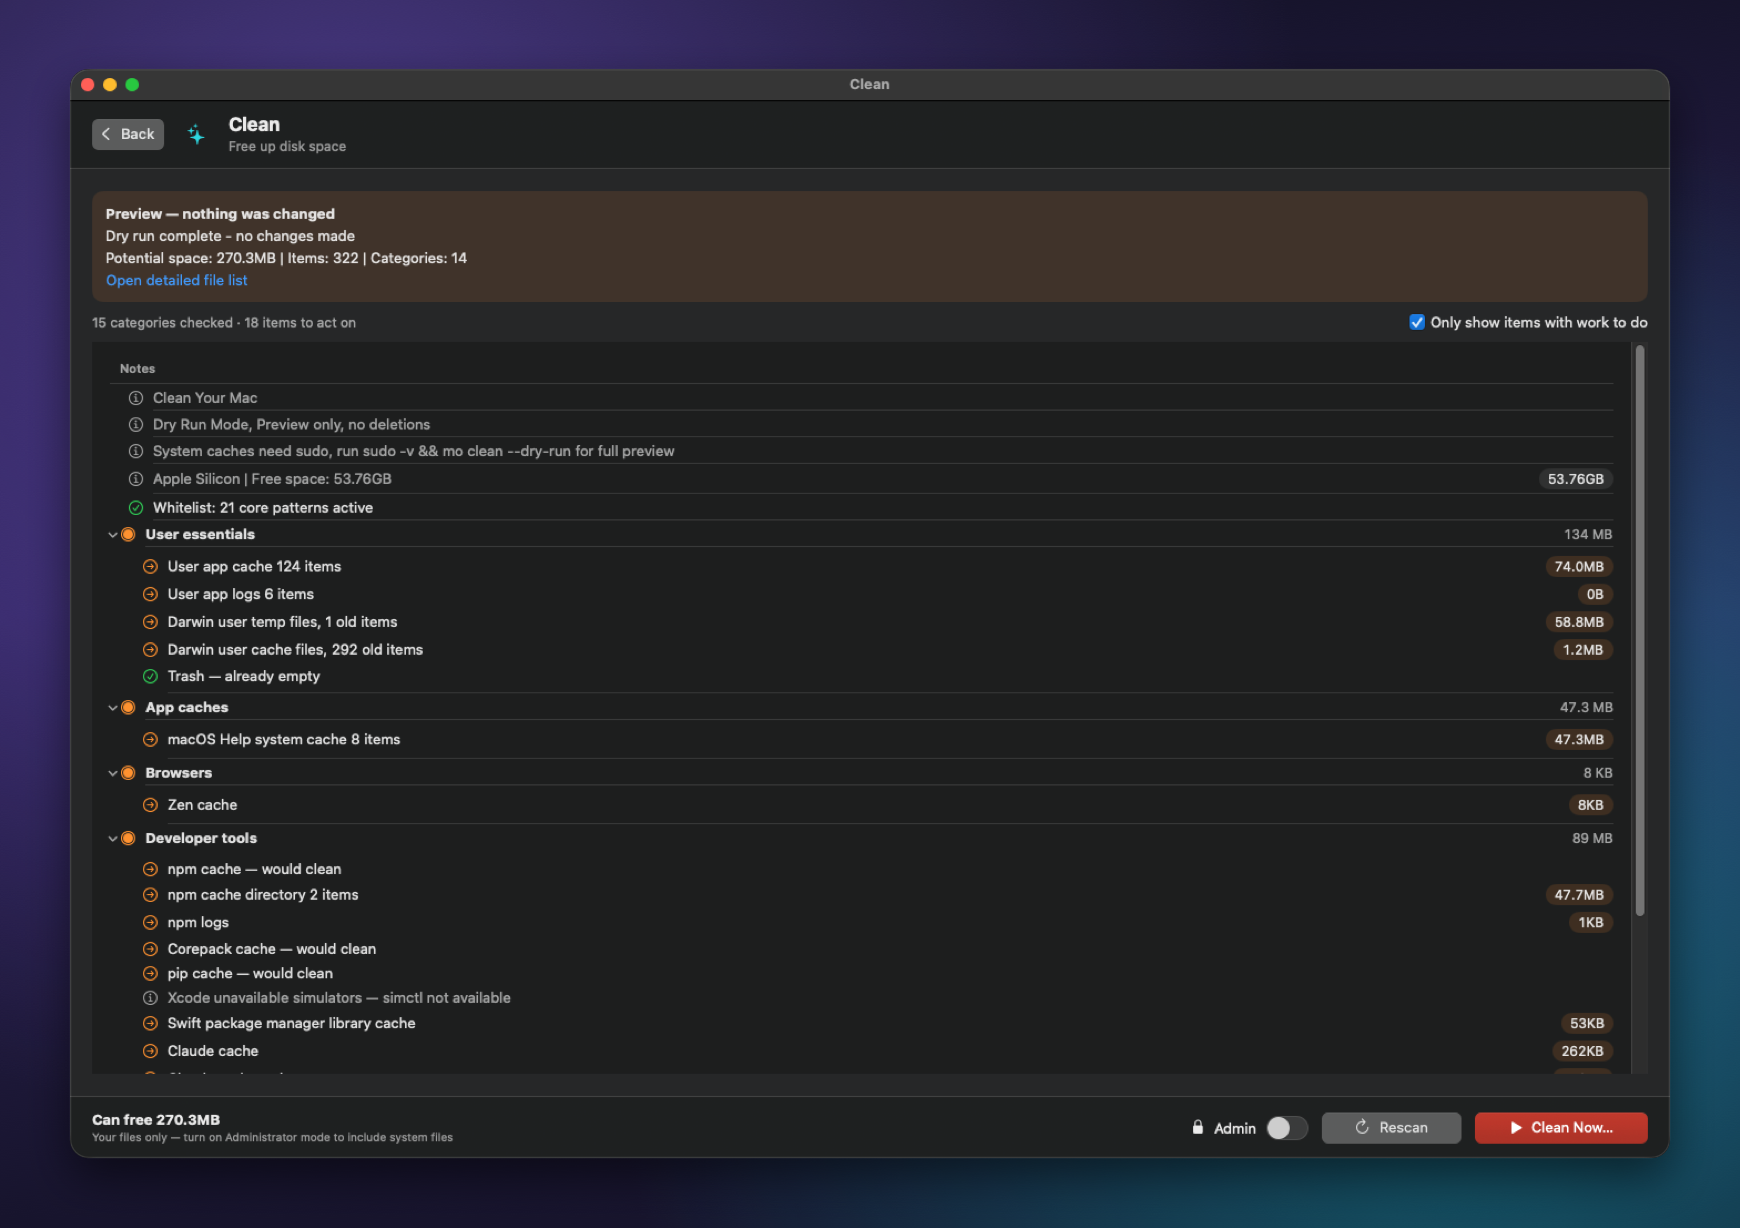 Clean
Back
Clean
Free up disk space
Preview — nothing was changed
Dry run complete - no changes made
Potential space: 270.3MB | Items: 322 | Categories: 14
Open detailed file list
15 categories checked · 18 items to act on
Only show items with work to do
Notes
Clean Your Mac
Dry Run Mode, Preview only, no deletions
System caches need sudo, run sudo -v && mo clean --dry-run for full preview
Apple Silicon | Free space: 53.76GB 53.76GB
Whitelist: 21 core patterns active
User essentials 134 MB
User app cache 124 items 74.0MB
User app logs 6 items 0B
Darwin user temp files, 1 old items 58.8MB
Darwin user cache files, 292 old items 1.2MB
Trash — already empty
App caches 47.3 MB
macOS Help system cache 8 items 47.3MB
Browsers 8 KB
Zen cache 8KB
Developer tools 89 MB
npm cache — would clean
npm cache directory 2 items 47.7MB
npm logs 1KB
Corepack cache — would clean
pip cache — would clean
Xcode unavailable simulators — simctl not available
Swift package manager library cache 53KB
Claude cache 262KB
Can free 270.3MB
Your files only — turn on Administrator mode to include system files
Admin
Rescan
Clean Now...